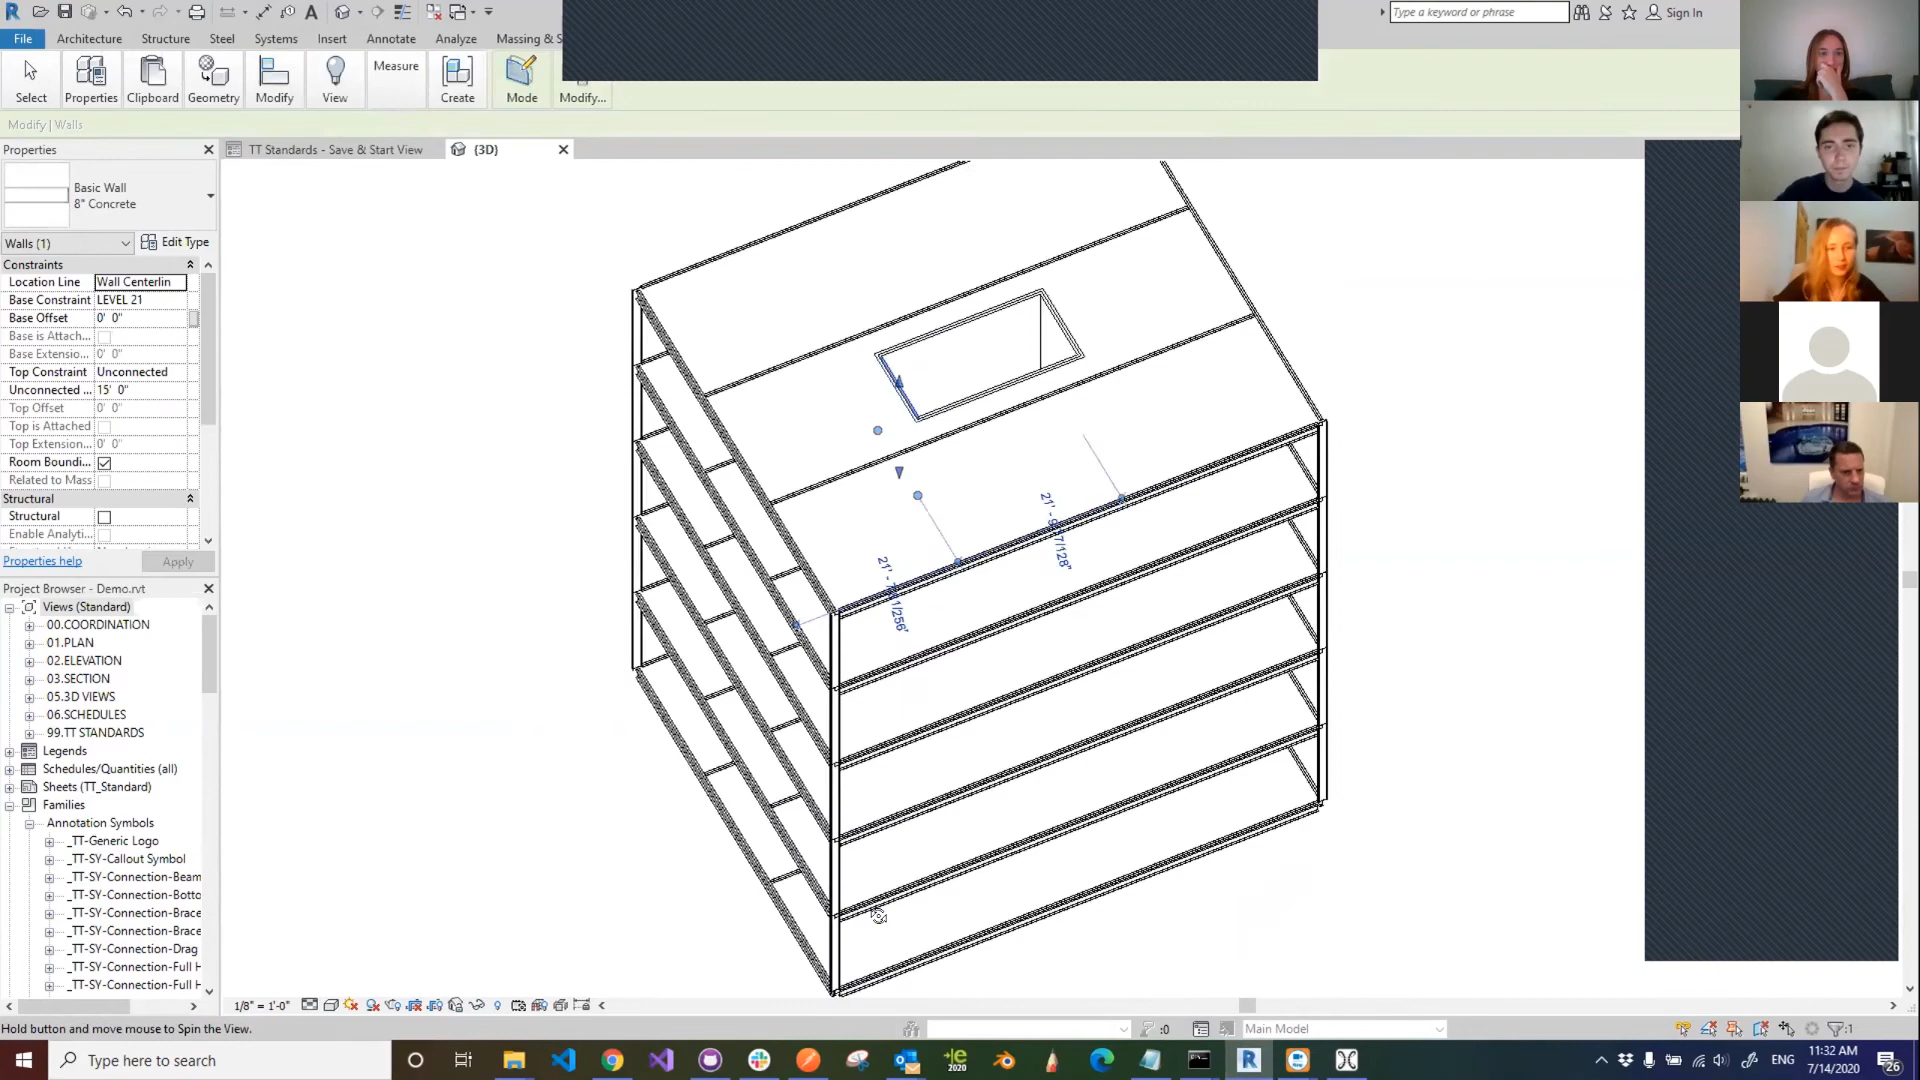 Type a keyword or phrase
Sign In
File
Architecture
Structure
Steel
Systems
Insert
Annotate
Analyze
Massing & S
Select
Properties
Clipboard
Geometry
Modify
View
Measure
Create
Mode
Modify...
Modify | Walls
Properties
TT Standards - Save & Start View
(3D)
Basic Wall
8" Concrete
Walls (1)
Edit Type
Constraints
Location Line Wall Centerlin
Base Constraint LEVEL 21
Base Offset 0' 0"
Base is Attach...
Base Extensio... 0' 0"
Top Constraint Unconnected
Unconnected ... 15' 0"
Top Offset 0' 0"
Top is Attached
Top Extension... 0' 0"
Room Boundi...
Related to Mass
Structural
Structural
Enable Analyti...
Properties help
Apply
Project Browser - Demo.rvt
Views (Standard)
00.COORDINATION
01.PLAN
02.ELEVATION
03.SECTION
05.3D VIEWS
06.SCHEDULES
99.TT STANDARDS
Legends
Schedules/Quantities (all)
Sheets (TT_Standard)
Families
Annotation Symbols
_TT-Generic Logo
_TT-SY-Callout Symbol
_TT-SY-Connection-Beam
_TT-SY-Connection-Botto
_TT-SY-Connection-Brace
_TT-SY-Connection-Brace
_TT-SY-Connection-Drag
_TT-SY-Connection-Full H
_TT-SY-Connection-Full H
1/8" = 1'-0"
Hold button and move mouse to Spin the View.
:0
Main Model
:1
Type here to search
2020
ENG
11:32 AM
7/14/2020
26